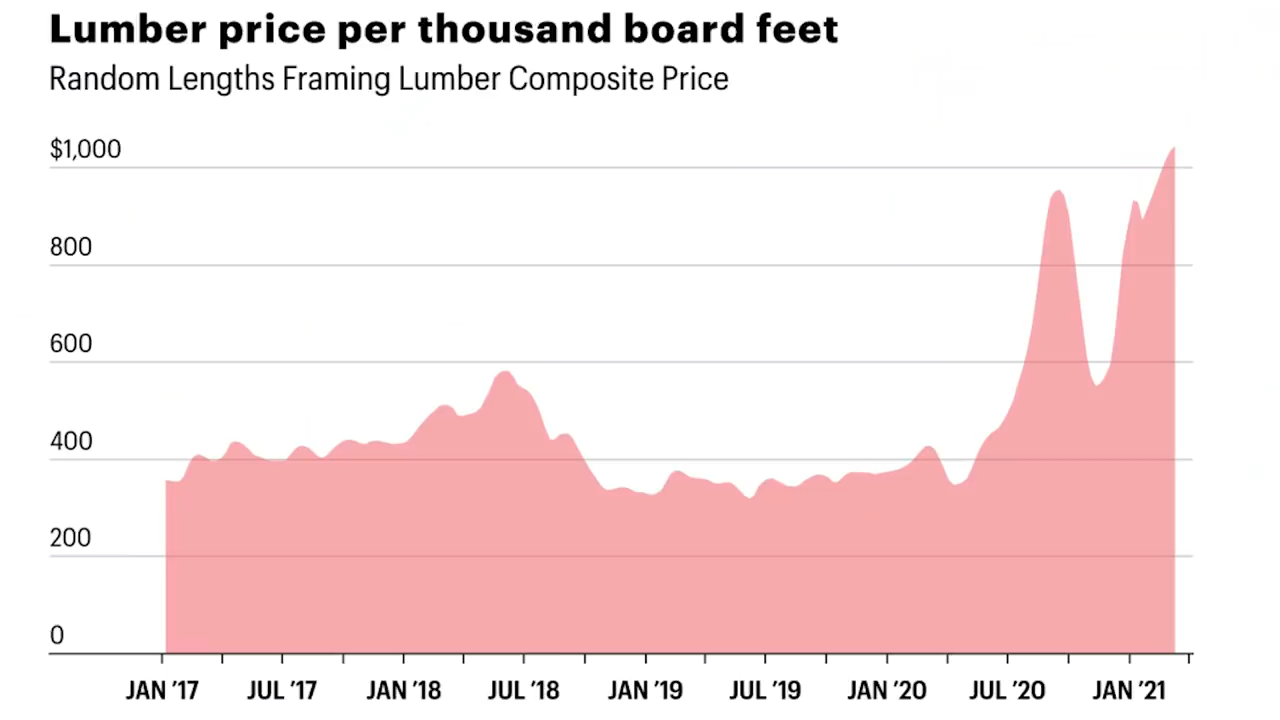 Lumber price per thousand board feet
Random Lengths Framing Lumber Composite Price
$1,000
800
600
400
200
0
JAN ’17 JUL ’17 JAN ’18 JUL ’18 JAN ’19 JUL ’19 JAN ’20 JUL ’20 JAN ’21